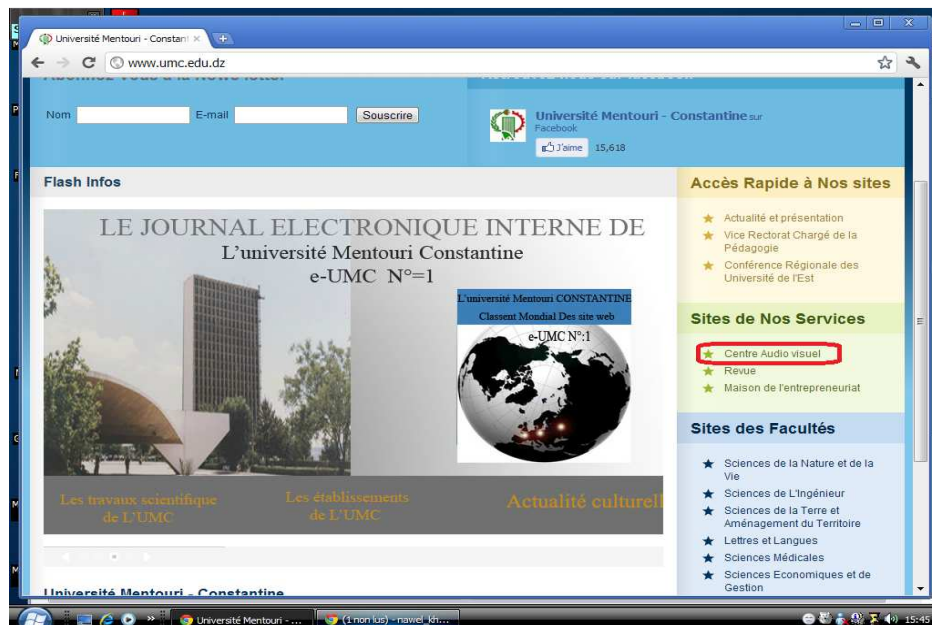 Université Mentouri - Constant
www.umc.edu.dz
Nom
E-mail
Souscrire
Université Mentouri - Constantine sur
Facebook
J'aime 15,618
Flash Infos
LE JOURNAL ELECTRONIQUE INTERNE DE
L'université Mentouri Constantine
e-UMC N°=1
L'université Mentouri CONSTANTINE
Classent Mondial Des site web
e-UMC N°:1
Les travaux scientifique
de L'UMC
Les établissements
de L'UMC
Actualité culturell
Université Mentouri - Constantine
Accès Rapide à Nos sites
Actualité et présentation
Vice Rectorat Chargé de la
Pédagogie
Conférence Régionale des
Université de l'Est
Sites de Nos Services
Centre Audio visuel
Revue
Maison de l'entrepreneuriat
Sites des Facultés
Sciences de la Nature et de la
Vie
Sciences de L'Ingénieur
Sciences de la Terre et
Aménagement du Territoire
Lettres et Langues
Sciences Médicales
Sciences Economiques et de
Gestion
Université Mentouri - ...
(1 non lus) - nawel_kh...
15:45